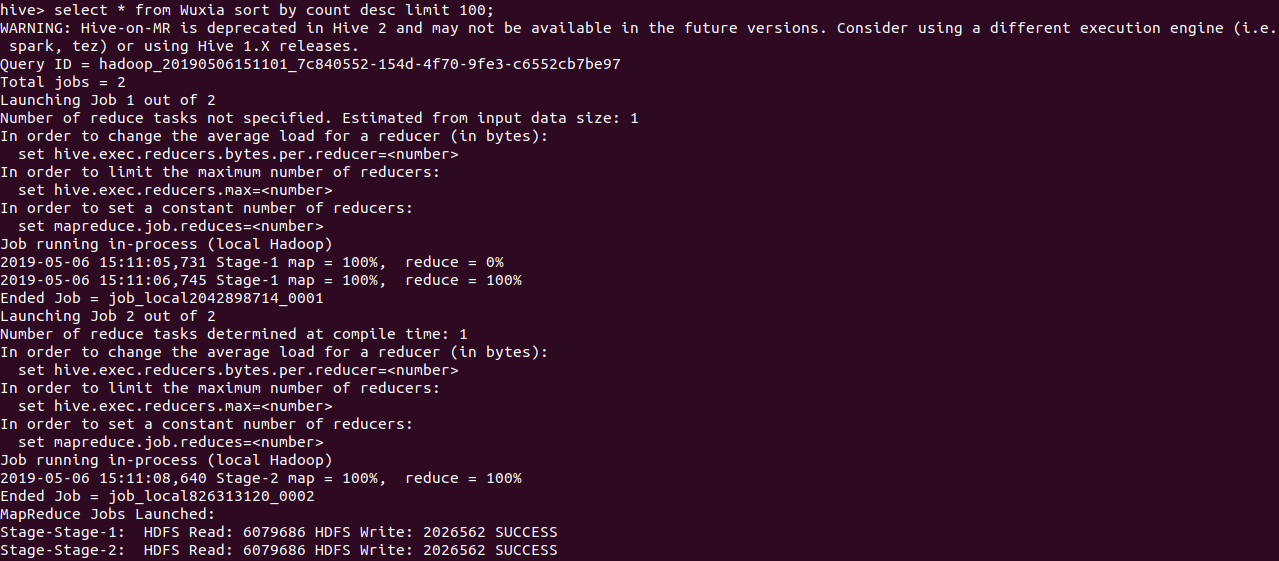 hive> select * from Wuxia sort by count desc limit 100;
WARNING: Hive-on-MR is deprecated in Hive 2 and may not be available in the future versions. Consider using a different execution engine (i.e.
 spark, tez) or using Hive 1.X releases.
Query ID = hadoop_20190506151101_7c840552-154d-4f70-9fe3-c6552cb7be97
Total jobs = 2
Launching Job 1 out of 2
Number of reduce tasks not specified. Estimated from input data size: 1
In order to change the average load for a reducer (in bytes):
  set hive.exec.reducers.bytes.per.reducer=<number>
In order to limit the maximum number of reducers:
  set hive.exec.reducers.max=<number>
In order to set a constant number of reducers:
  set mapreduce.job.reduces=<number>
Job running in-process (local Hadoop)
2019-05-06 15:11:05,731 Stage-1 map = 100%,  reduce = 0%
2019-05-06 15:11:06,745 Stage-1 map = 100%,  reduce = 100%
Ended Job = job_local2042898714_0001
Launching Job 2 out of 2
Number of reduce tasks determined at compile time: 1
In order to change the average load for a reducer (in bytes):
  set hive.exec.reducers.bytes.per.reducer=<number>
In order to limit the maximum number of reducers:
  set hive.exec.reducers.max=<number>
In order to set a constant number of reducers:
  set mapreduce.job.reduces=<number>
Job running in-process (local Hadoop)
2019-05-06 15:11:08,640 Stage-2 map = 100%,  reduce = 100%
Ended Job = job_local826313120_0002
MapReduce Jobs Launched:
Stage-Stage-1:  HDFS Read: 6079686 HDFS Write: 2026562 SUCCESS
Stage-Stage-2:  HDFS Read: 6079686 HDFS Write: 2026562 SUCCESS